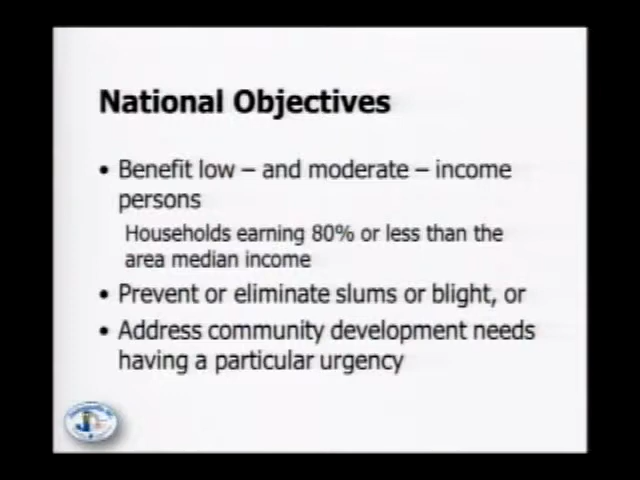 National Objectives
• Benefit low – and moderate – income
persons
Households earning 80% or less than the
area median income
• Prevent or eliminate slums or blight, or
• Address community development needs
having a particular urgency